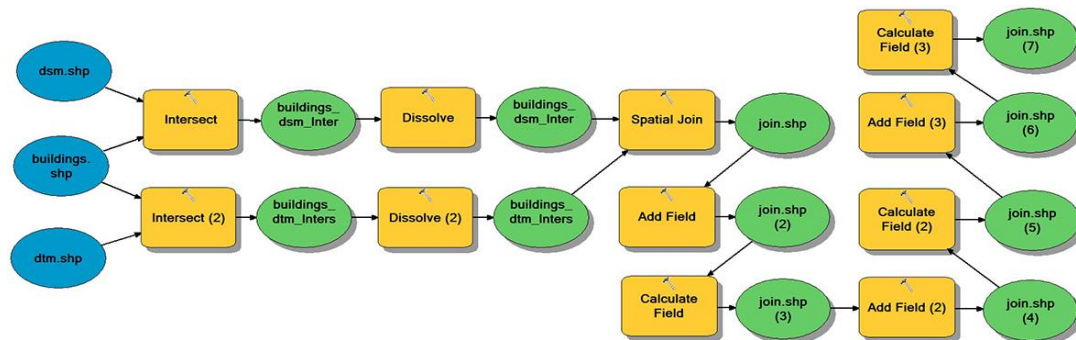 dsm.shp
buildings.
shp
dtm.shp
Intersect
Intersect (2)
buildings_
dsm_Inter
buildings_
dtm_Inters
Dissolve
Dissolve (2)
buildings_
dsm_Inter
buildings_
dtm_Inters
Spatial Join
join.shp
Add Field
join.shp
(2)
Calculate
Field
join.shp
(3)
Add Field (2)
join.shp
(4)
Calculate
Field (2)
join.shp
(5)
Add Field (3)
join.shp
(6)
Calculate
Field (3)
join.shp
(7)